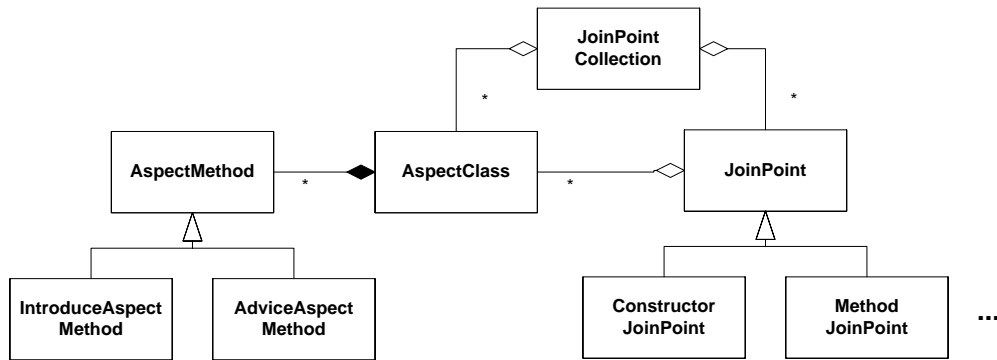 JoinPoint
Collection
*
*
AspectMethod
*
AspectClass
*
JoinPoint
IntroduceAspect
Method
AdviceAspect
Method
Constructor
JoinPoint
Method
JoinPoint
...